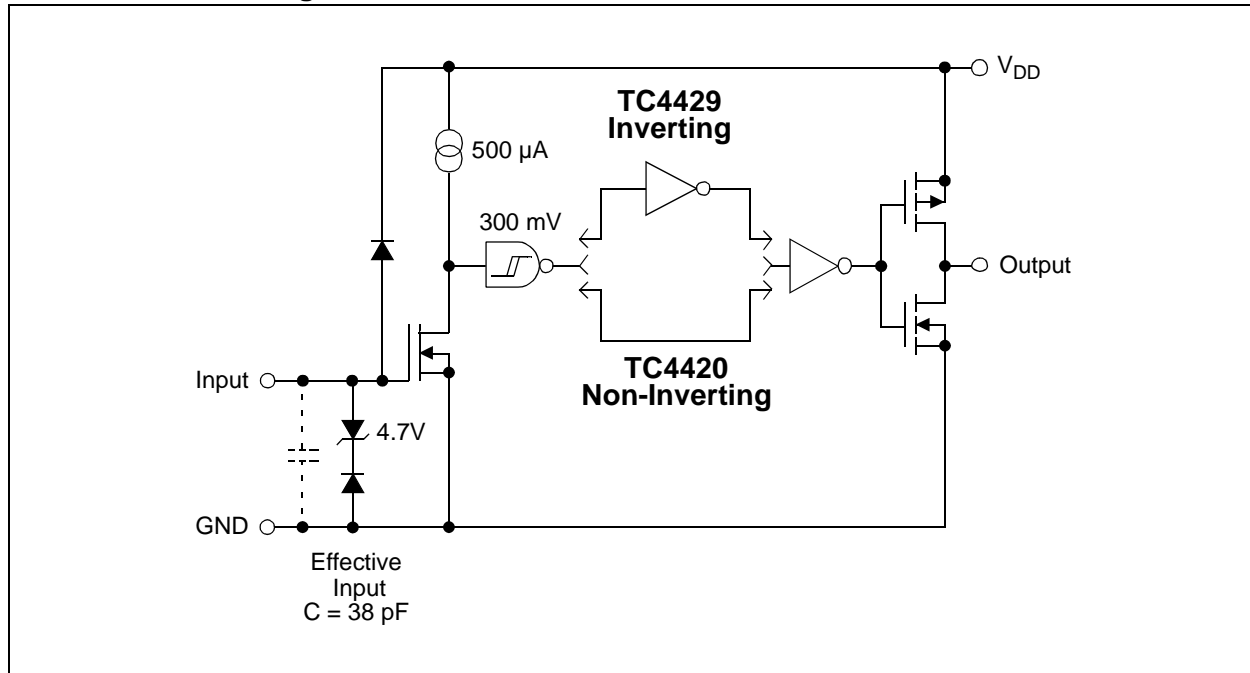 V_DD
TC4429
Inverting
500 µA
300 mV
Output
TC4420
Non-Inverting
Input
4.7V
GND
Effective
Input
C = 38 pF